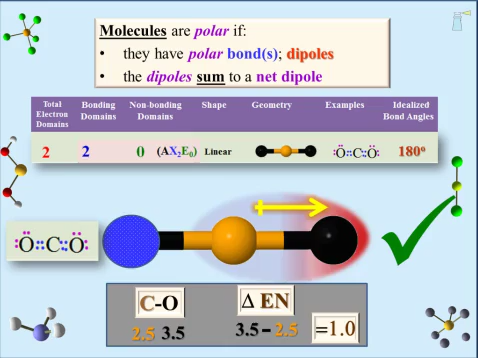 Molecules are polar if:
• they have polar bond(s); dipoles
• the dipoles sum to a net dipole
Total Electron Domains Bonding Domains Non-bonding Domains Shape Geometry Examples Idealized Bond Angles
2 2 0 (AX₂E₀) Linear :Ö::C::Ö: 180º
:Ö::C::Ö:
C-O Δ EN
2.5 3.5 3.5 – 2.5 =1.0